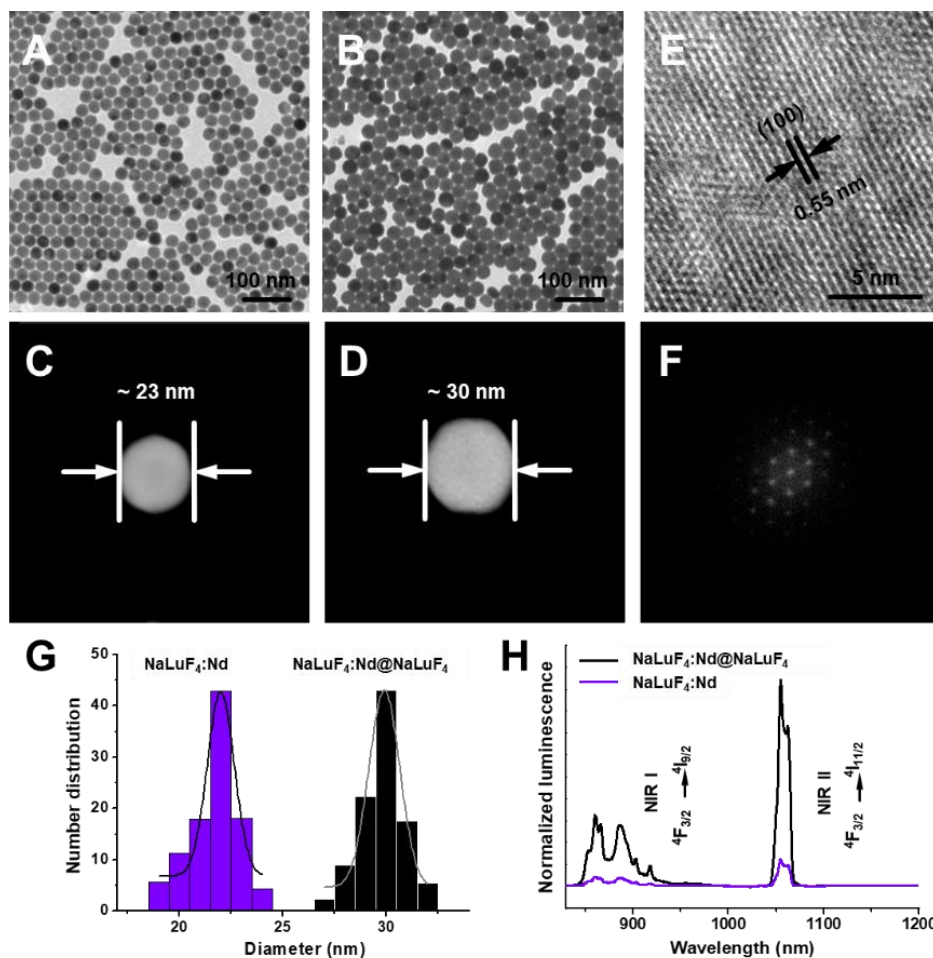 A
100 nm
B
100 nm
E
(100)
0.55 nm
5 nm
C
~ 23 nm
D
~ 30 nm
F
G
NaLuF₄:Nd
NaLuF₄:Nd@NaLuF₄
Number distribution
50
40
30
20
10
0
20
25
30
Diameter (nm)
H
NaLuF₄:Nd@NaLuF₄
NaLuF₄:Nd
Normalized luminescence
NIR I
⁴F₃/₂ → ⁴I₉/₂
NIR II
⁴F₃/₂ → ⁴I₁₁/₂
900
1000
1100
1200
Wavelength (nm)